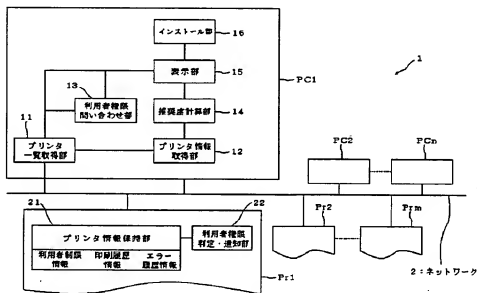 インストール部
16
表示部
15
PC1
1
13
利用者権限
問い合わせ部
推奨度計算部
14
11
プリンタ
一覧取得部
プリンタ情報
取得部
12
PC2
PCn
21
22
プリンタ情報保持部
利用者権限
判定・通知部
利用者制限
情報
印刷履歴
情報
エラー
履歴情報
Pr1
Pr2
Prm
2:ネットワーク